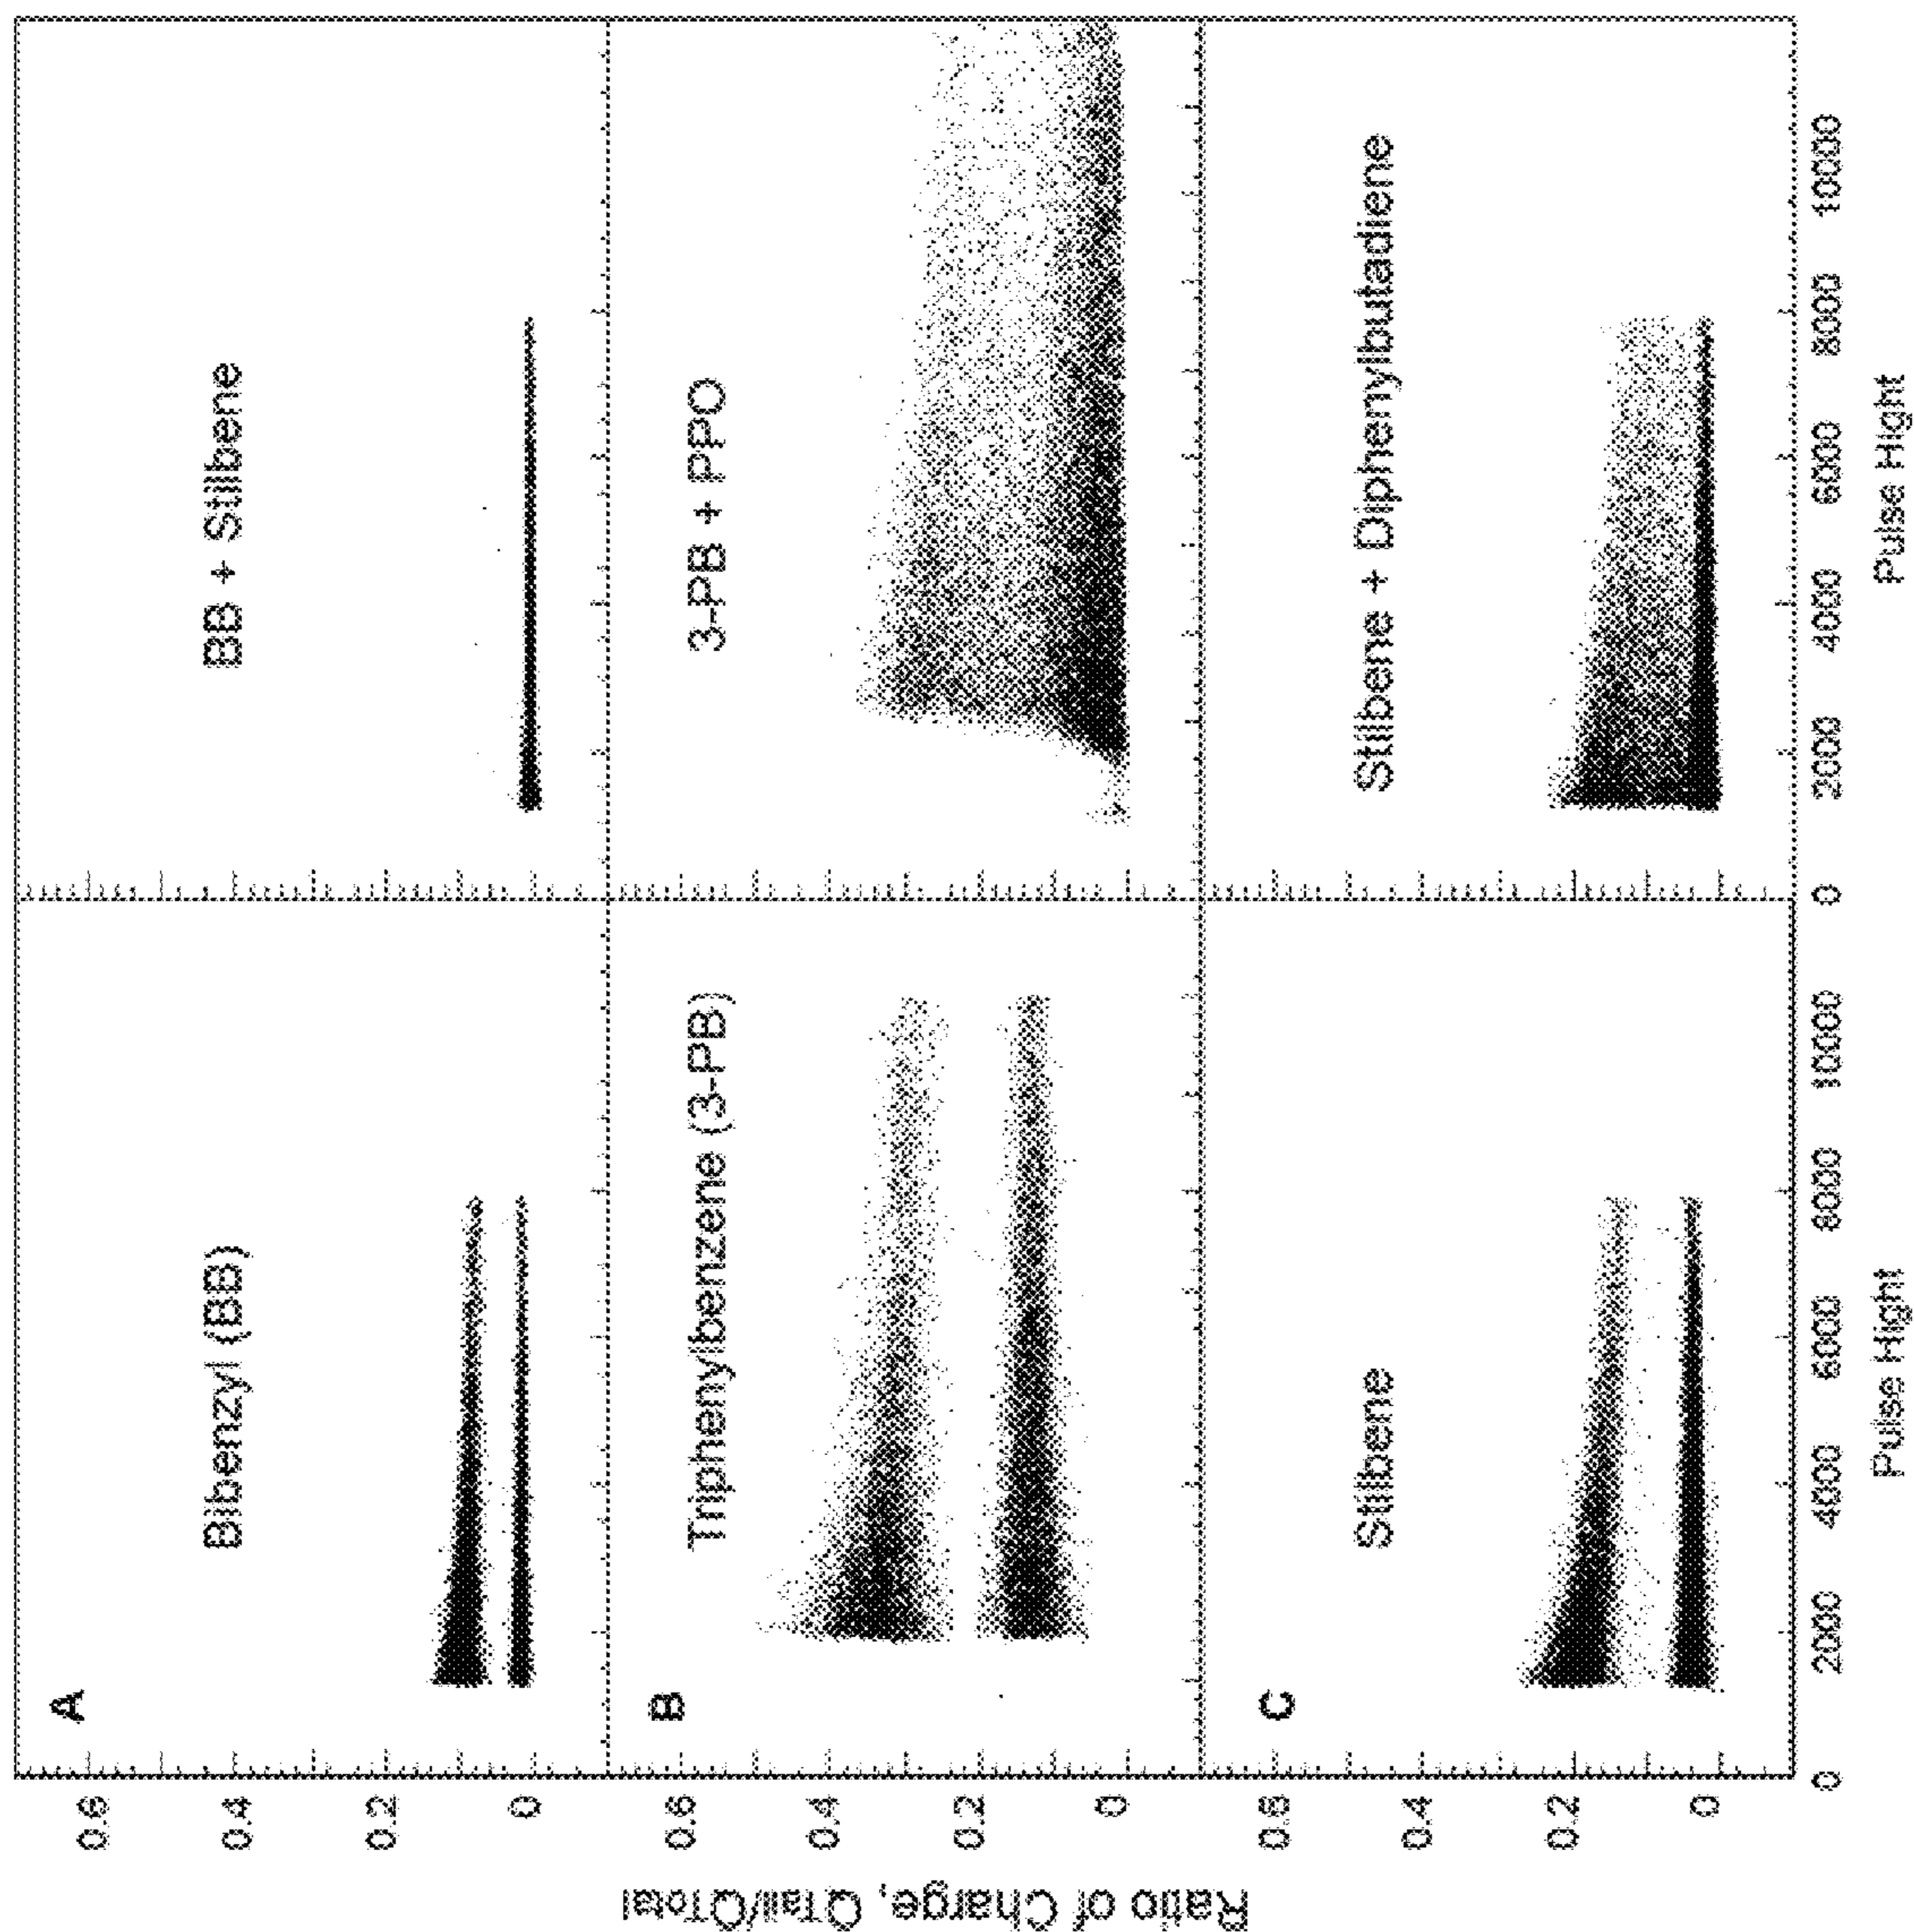 A
Bibenzyl (BB)
BB + Stilbene
0.6
0.4
0.2
0
B
Triphenylbenzene (3-PB)
3-PB + PPO
0.6
0.4
0.2
0
C
Stilbene
Stilbene + Diphenylbutadiene
0.6
0.4
0.2
0
Ratio of Charge, QTail/QTotal
0 2000 4000 6000 8000 10000
0 2000 4000 6000 8000 10000
Pulse Hight
Pulse Hight